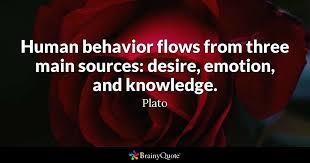 Human behavior flows from three
main sources: desire, emotion,
and knowledge.
Plato
BrainyQuote®